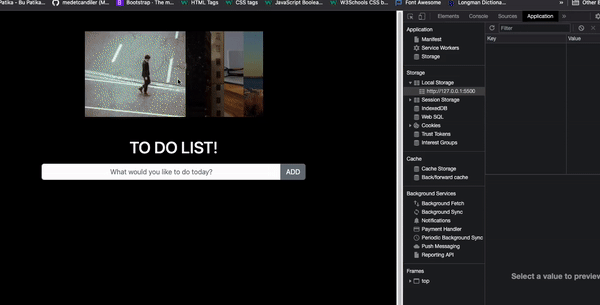 Patika - Bu Patika... medetcandiler Bootstrap - The m... HTML Tags CSS tags JavaScript Boolea... W3Schools CSS b... Font Awesome Longman Dictiona... Other
Elements Console Sources Application
Application
Manifest
Service Workers
Storage
Storage
Local Storage
http://127.0.0.1:5500
Session Storage
IndexedDB
Web SQL
Cookies
Trust Tokens
Interest Groups
Cache
Cache Storage
Back/forward cache
Background Services
Background Fetch
Background Sync
Notifications
Payment Handler
Periodic Background Sync
Push Messaging
Reporting API
Frames
top
Filter
Key Value
Select a value to preview
TO DO LIST!
What would you like to do today? ADD